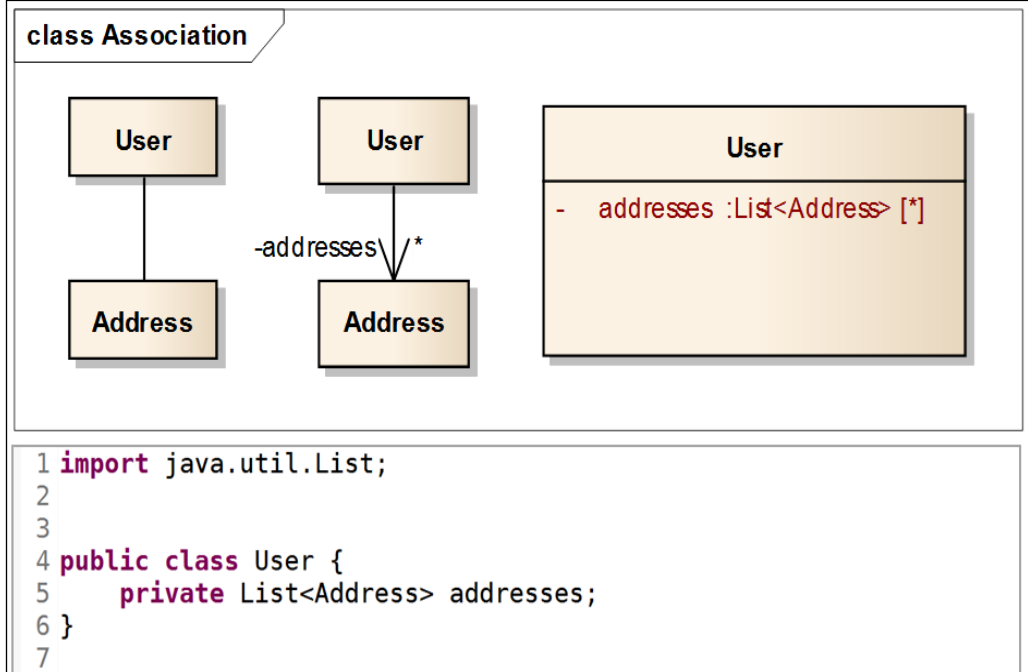 class Association
User
User
User
- addresses :List<Address> [*]
-addresses *
Address
Address
1 import java.util.List;
2
3
4 public class User {
5     private List<Address> addresses;
6 }
7